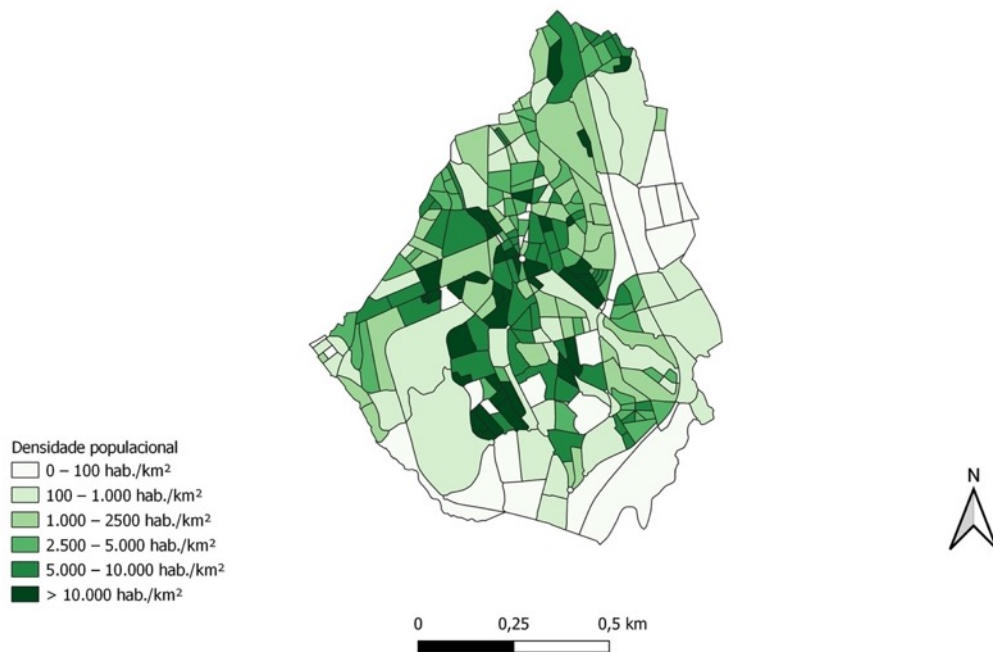 Densidade populacional
0 – 100 hab./km²
100 – 1.000 hab./km²
1.000 – 2500 hab./km²
2.500 – 5.000 hab./km²
5.000 – 10.000 hab./km²
> 10.000 hab./km²
N
0 0,25 0,5 km